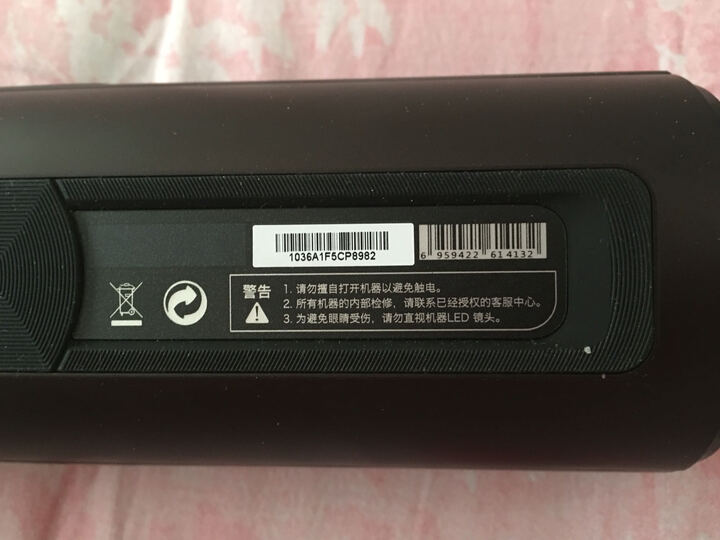 1036A1F5CP8982
6 959422 614132
警告
1. 请勿擅自打开机器以避免触电。
2. 所有机器的内部检修，请联系已经授权的客服中心。
3. 为避免眼睛受伤，请勿直视机器LED 镜头。